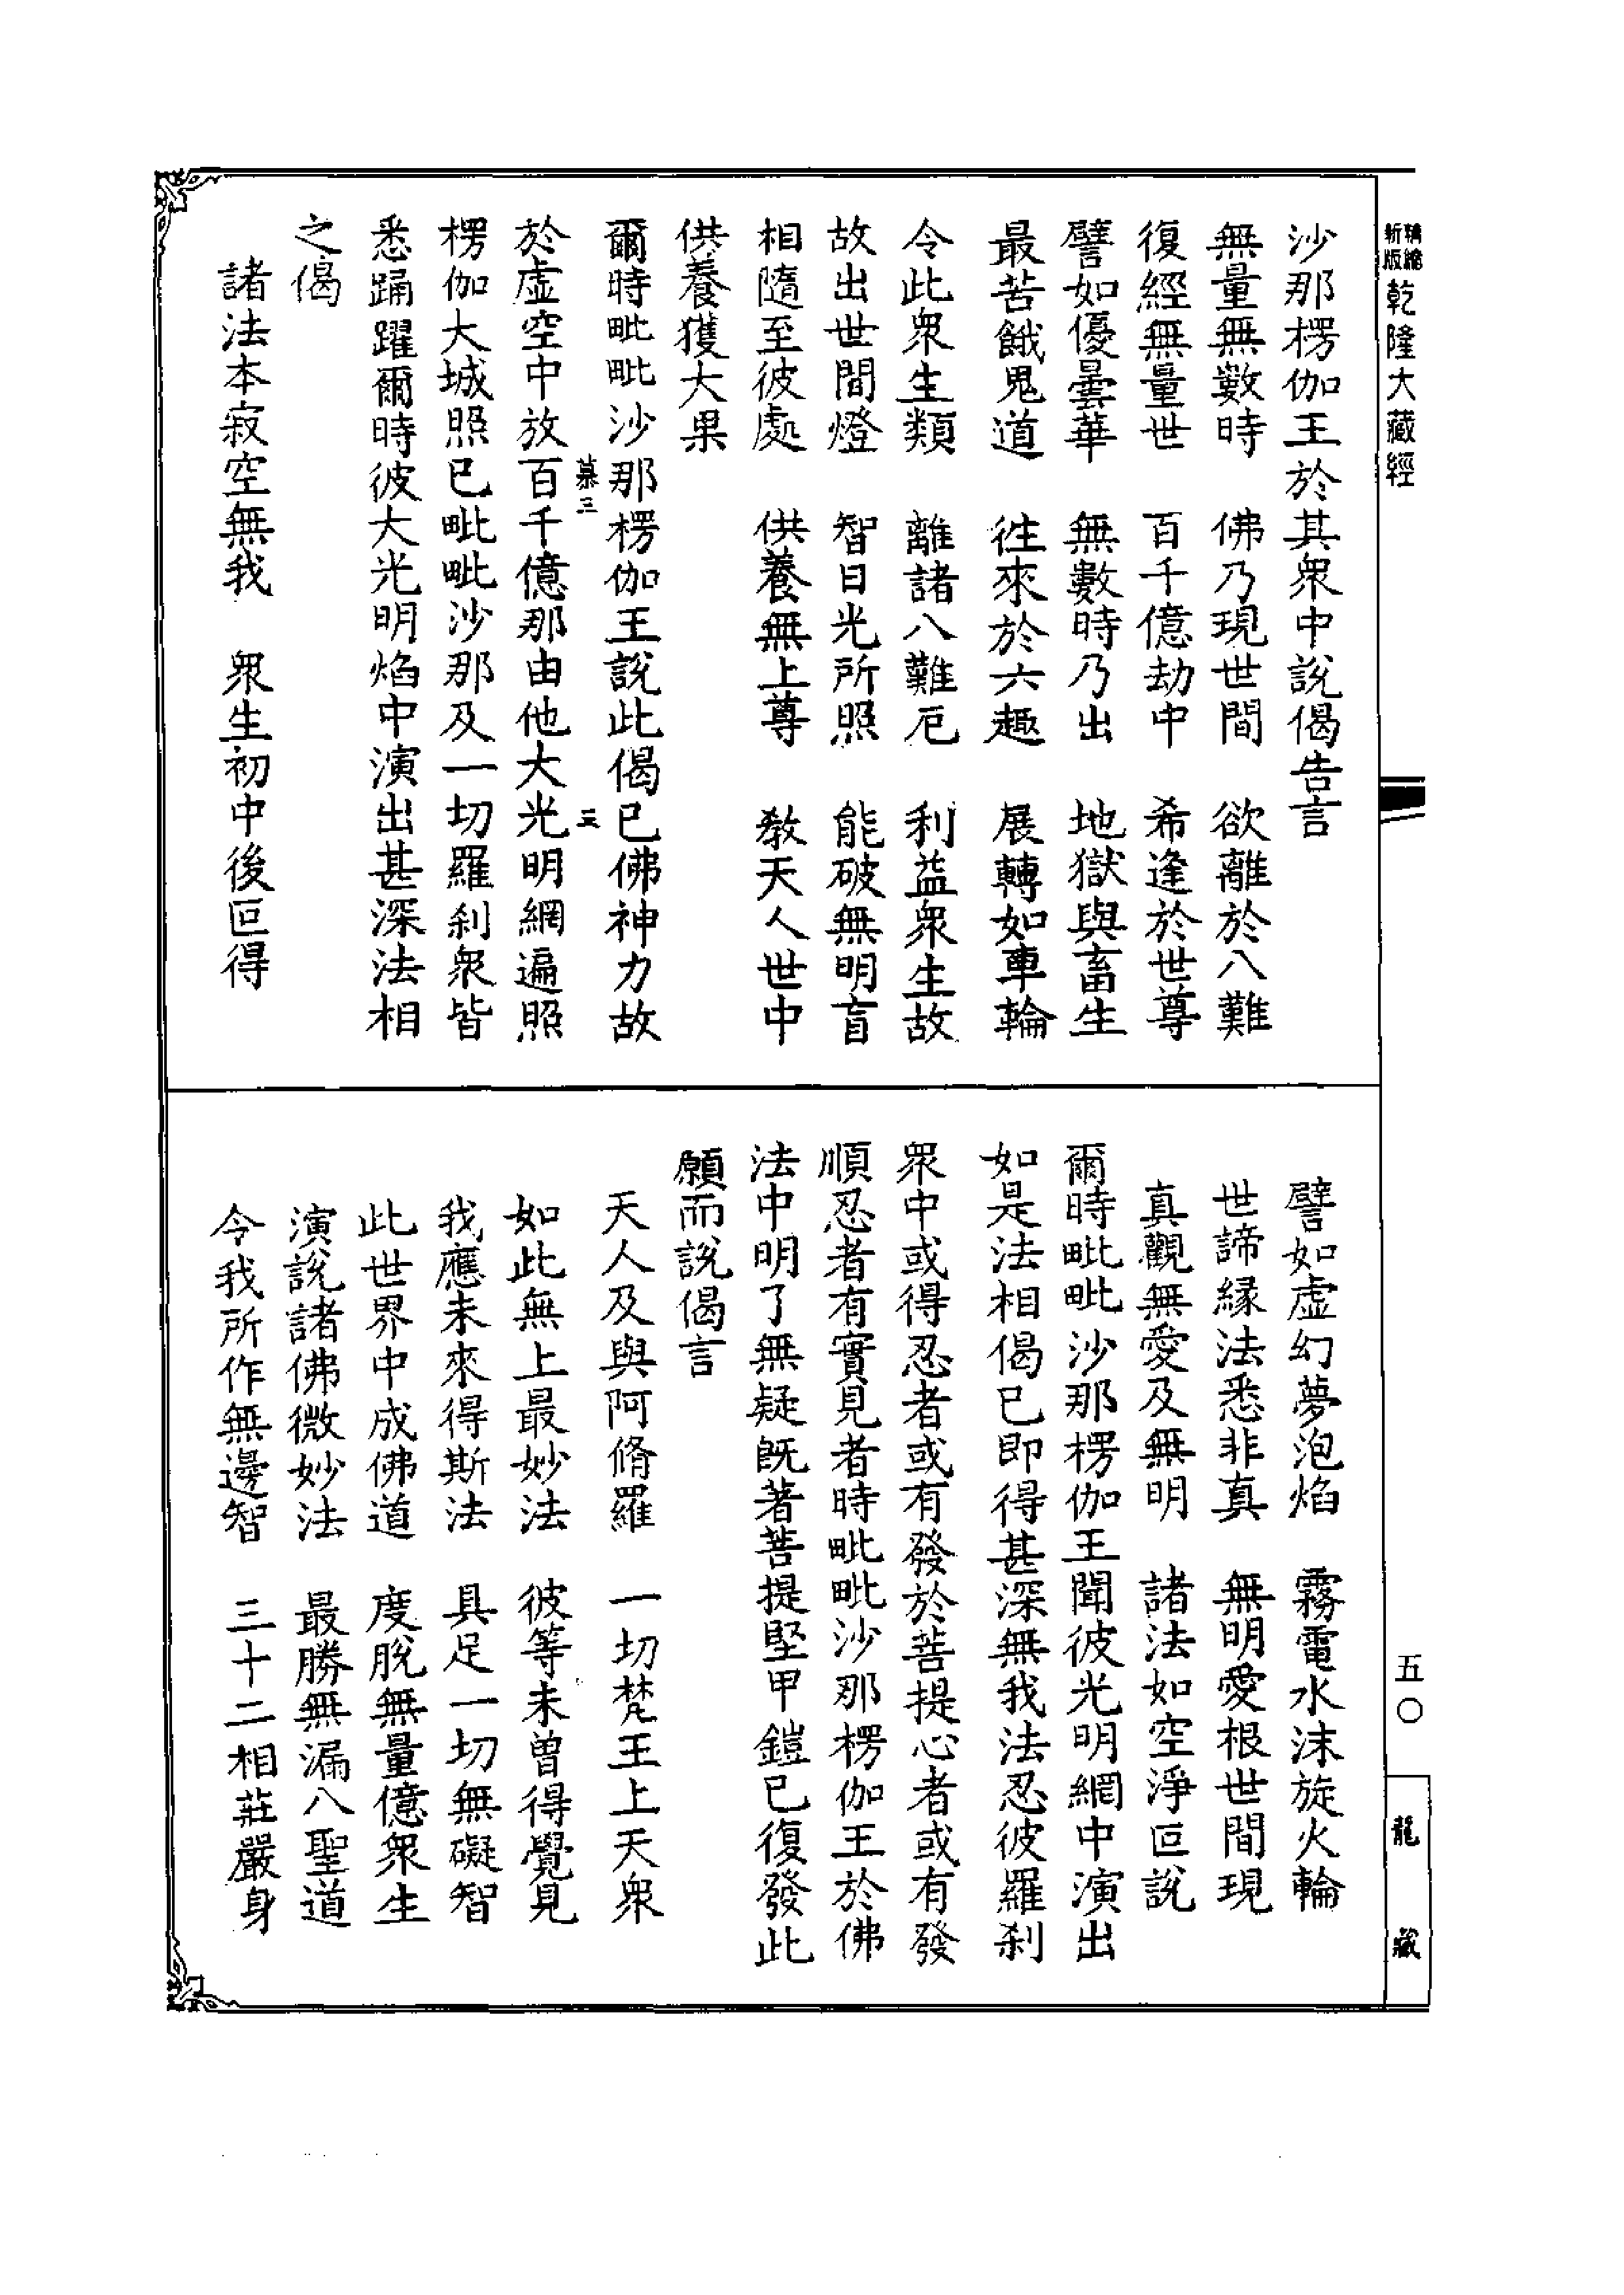 精縮新版 乾隆大藏經
沙那楞伽王於其衆中說偈告言
無量無數時　佛乃現世間　欲離於八難
復經無量世　百千億劫中　希逢於世尊
譬如優曇華　無數時乃出　地獄與畜生
最苦餓鬼道　往來於六趣　展轉如車輪
令此衆生類　離諸八難厄　利益衆生故
故出世間燈　智日光所照　能破無明盲
相隨至彼處　供養無上尊　教天人世中
供養獲大果
爾時毗毗沙那楞伽王說此偈已佛神力故
慕三　三
於虛空中放百千億那由他大光明網遍照
楞伽大城照已毗毗沙那及一切羅刹衆皆
悉踊躍爾時彼大光明焰中演出甚深法相
之偈
諸法本寂空無我　衆生初中後叵得
譬如虛幻夢泡焰　霧電水沫旋火輪
世諦緣法悉非真　無明愛根世間現
真觀無愛及無明　諸法如空淨叵說
爾時毗毗沙那楞伽王聞彼光明網中演出
如是法相偈已即得甚深無我法忍彼羅刹
衆中或得忍者或有發於菩提心者或有發
順忍者有實見者時毗毗沙那楞伽王於佛
法中明了無疑既著菩提堅甲鎧已復發此
願而說偈言
天人及與阿脩羅　一切梵王上天衆
如此無上最妙法　彼等未曾得覺見
我應未來得斯法　具足一切無礙智
此世界中成佛道　度脫無量億衆生
演說諸佛微妙法　最勝無漏八聖道
今我所作無邊智　三十二相莊嚴身
五〇
龍藏